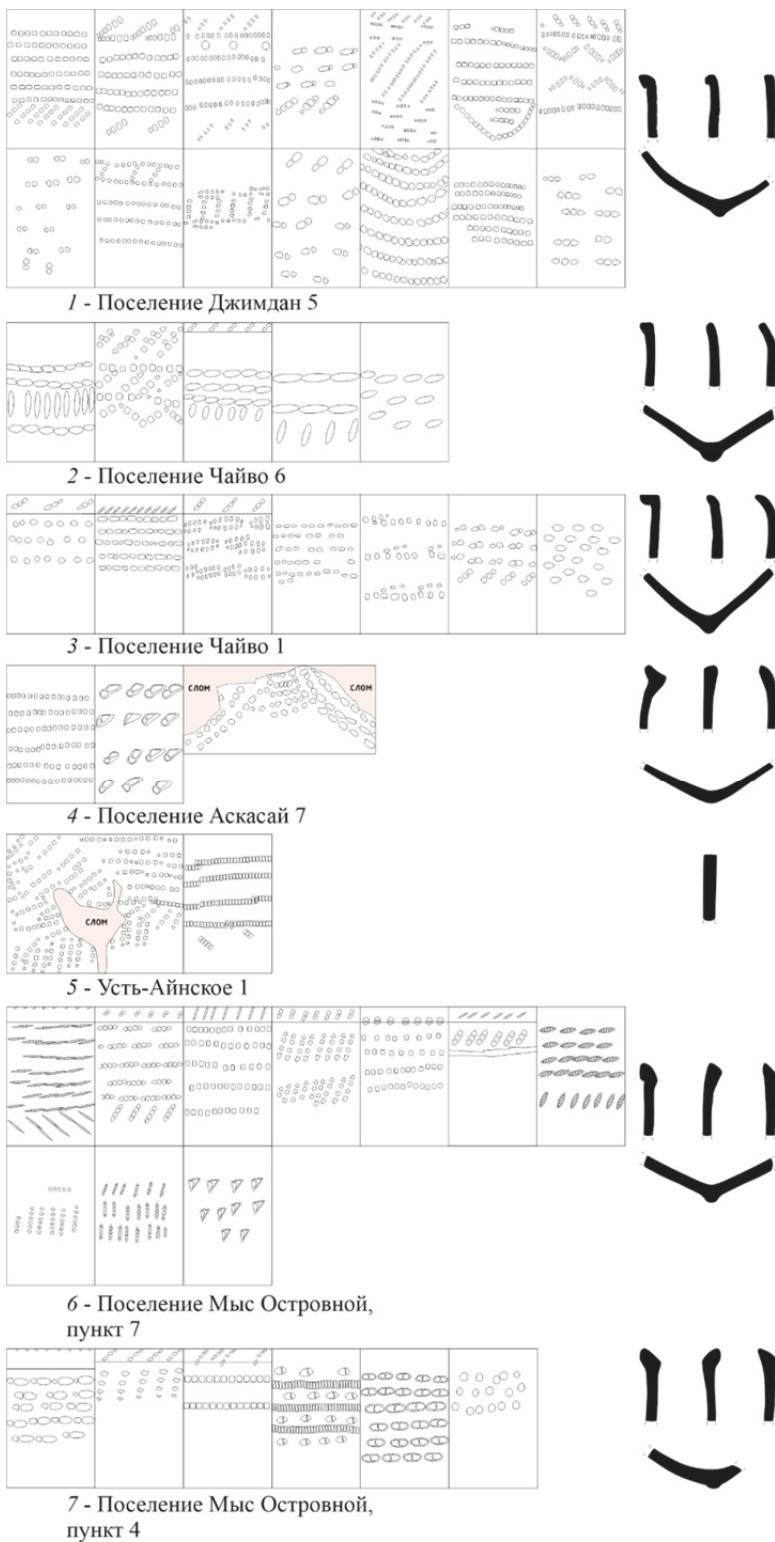 1 - Поселение Джимдан 5
2 - Поселение Чайво 6
3 - Поселение Чайво 1
слом
слом
4 - Поселение Аскасай 7
слом
5 - Усть-Айнское 1
6 - Поселение Мыс Островной,
пункт 7
7 - Поселение Мыс Островной,
пункт 4